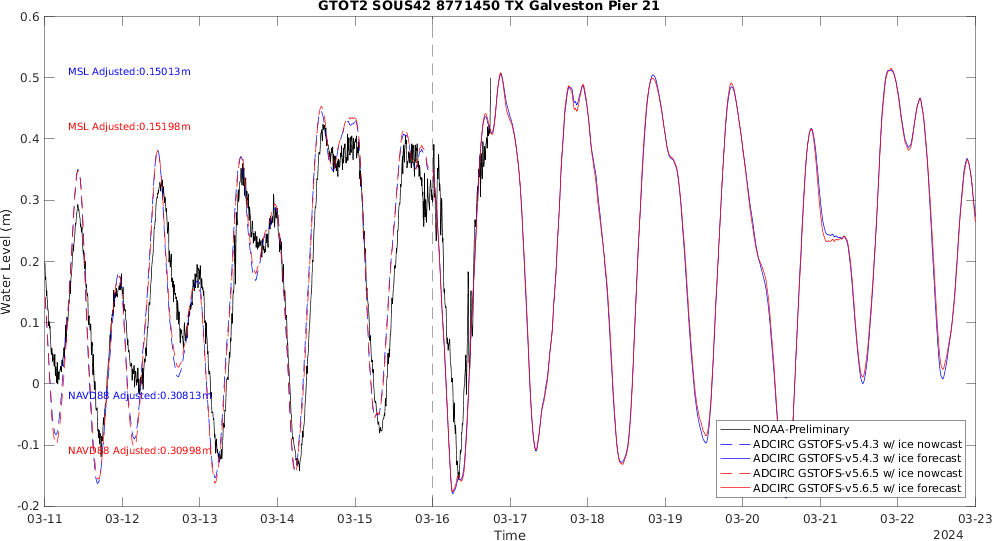 GTOT2 SOUS42 8771450 TX Galveston Pier 21
0.6
0.5
0.4
0.3
0.2
0.1
0
-0.1
-0.2
Water Level (m)
MSL Adjusted:0.15013m
MSL Adjusted:0.15198m
NAVD88 Adjusted:0.30813m
NAVD88 Adjusted:0.30998m
NOAA-Preliminary
ADCIRC GSTOFS-v5.4.3 w/ ice nowcast
ADCIRC GSTOFS-v5.4.3 w/ ice forecast
ADCIRC GSTOFS-v5.6.5 w/ ice nowcast
ADCIRC GSTOFS-v5.6.5 w/ ice forecast
03-11 03-12 03-13 03-14 03-15 03-16 03-17 03-18 03-19 03-20 03-21 03-22 03-23
Time
2024